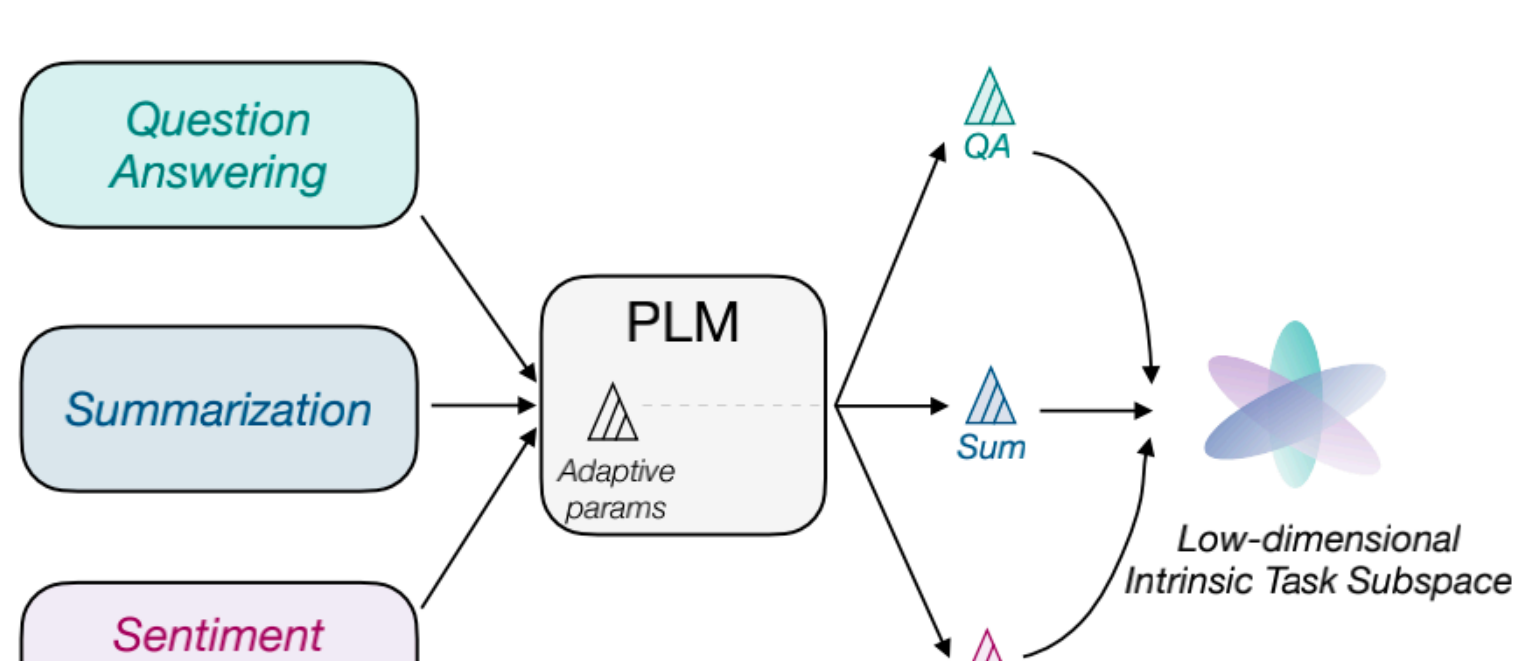 Question
Answering
Summarization
Sentiment
PLM
Adaptive
params
QA
Sum
Low-dimensional
Intrinsic Task Subspace